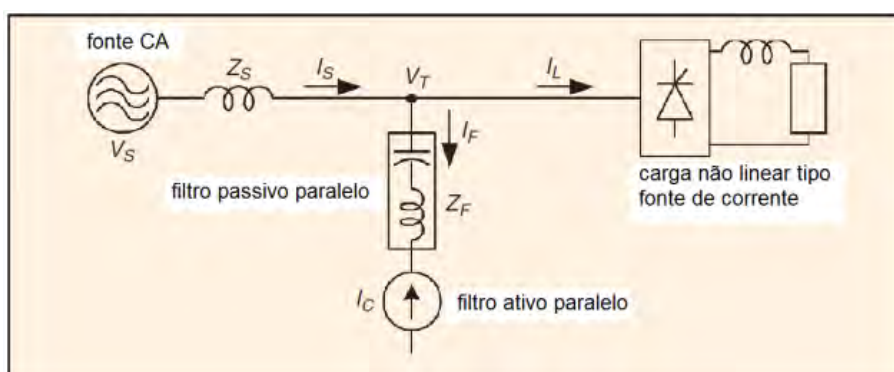 fonte CA
Z_S
I_S
V_T
I_L
V_S
I_F
filtro passivo paralelo
Z_F
carga não linear tipo
fonte de corrente
I_C
filtro ativo paralelo